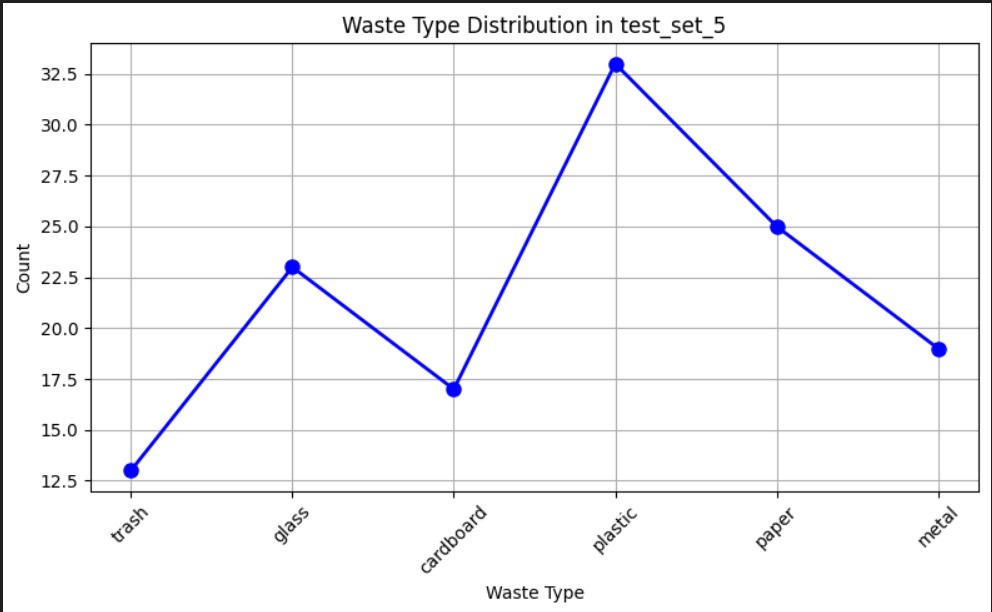 Waste Type Distribution in test_set_5
Count
32.5
30.0
27.5
25.0
22.5
20.0
17.5
15.0
12.5
trash
glass
cardboard
plastic
paper
metal
Waste Type